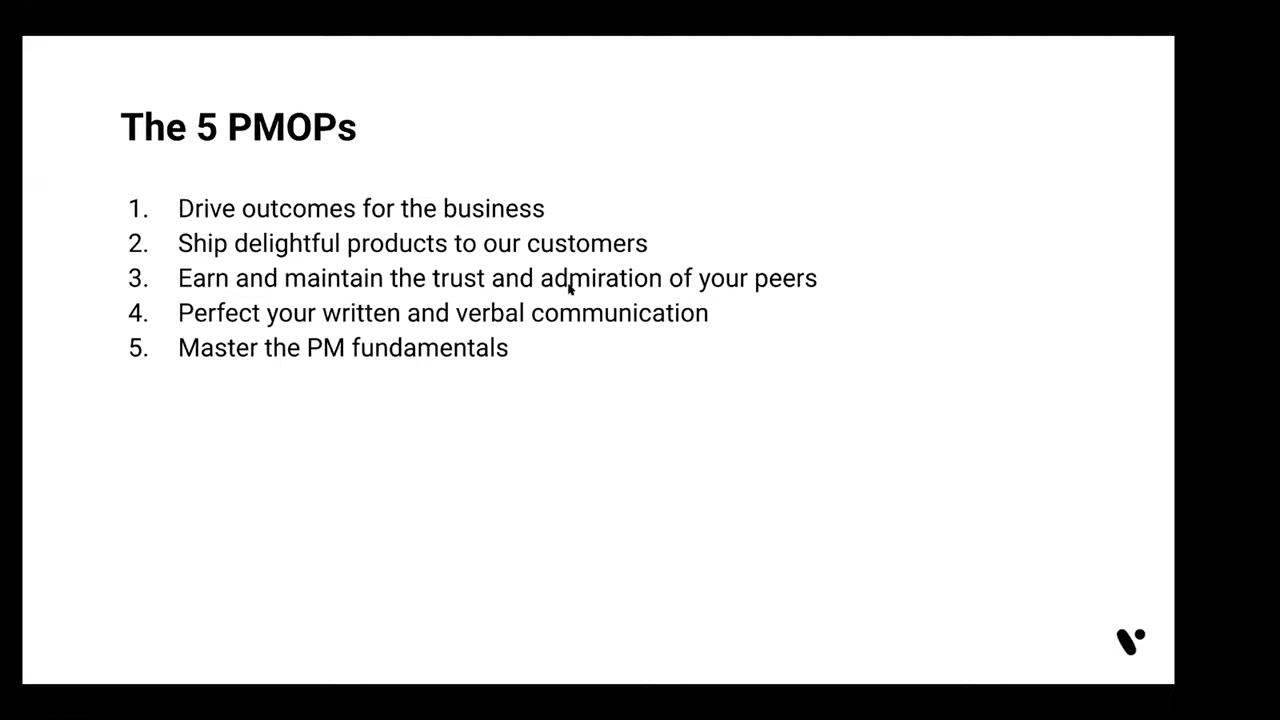 The 5 PMOPs
1. Drive outcomes for the business
2. Ship delightful products to our customers
3. Earn and maintain the trust and admiration of your peers
4. Perfect your written and verbal communication
5. Master the PM fundamentals